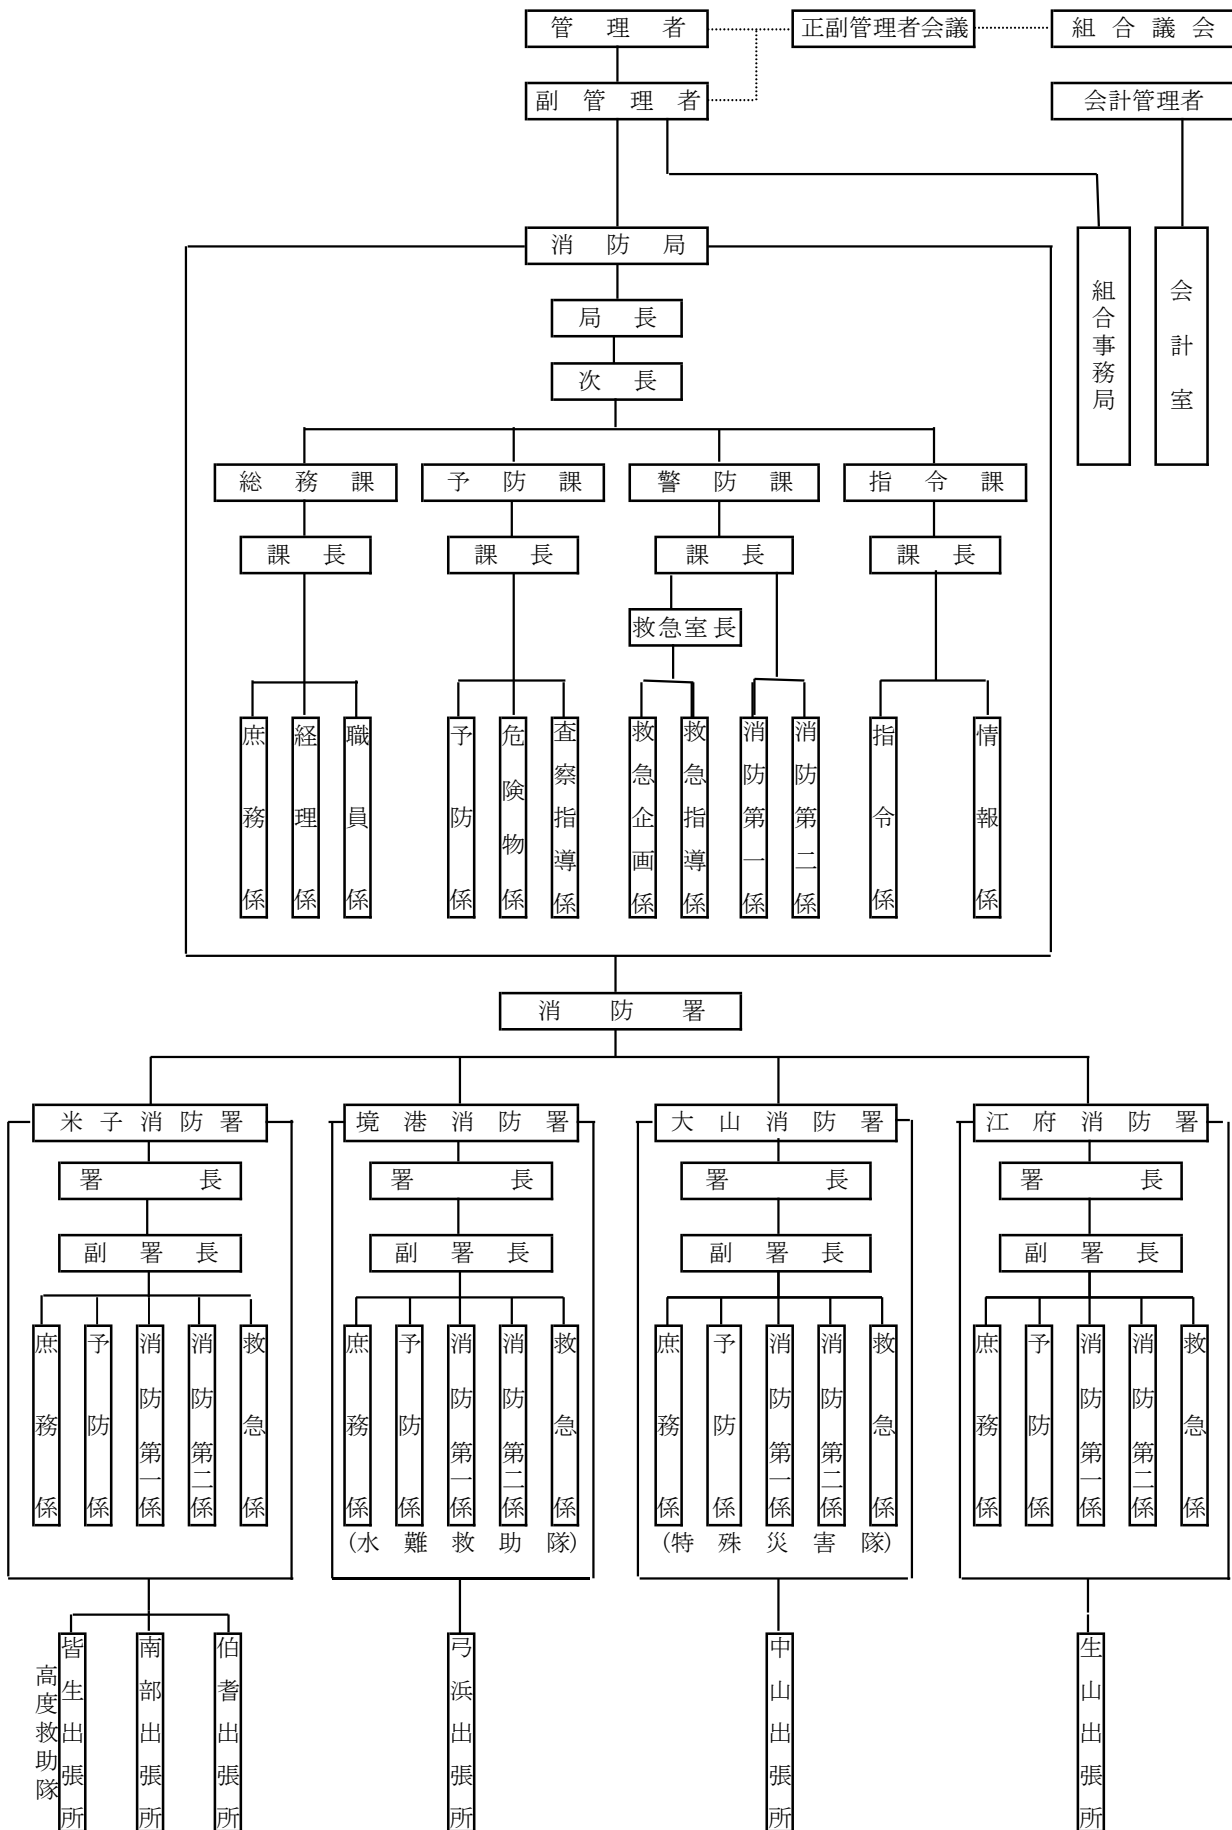 管理者
正副管理者会議
組合議会
副管理者
会計管理者
消防局
組合事務局
会計室
局長
次長
総務課
予防課
警防課
指令課
課長
課長
課長
課長
救急室長
庶務係
経理係
職員係
予防係
危険物係
査察指導係
救急企画係
救急指導係
消防第一係
消防第二係
指令係
情報係
消防署
米子消防署
境港消防署
大山消防署
江府消防署
署長
署長
署長
署長
副署長
副署長
副署長
副署長
庶務係
予防係
消防第一係
消防第二係
救急係
庶務係
予防係
消防第一係
消防第二係
救急係
(水難救助隊)
庶務係
予防係
消防第一係
消防第二係
救急係
(特殊災害隊)
庶務係
予防係
消防第一係
消防第二係
救急係
高度救助隊
皆生出張所
南部出張所
伯耆出張所
弓浜出張所
中山出張所
生山出張所